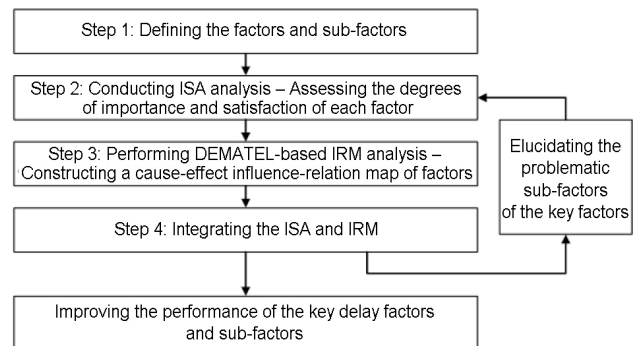 Step 1: Defining the factors and sub-factors
Step 2: Conducting ISA analysis – Assessing the degrees
of importance and satisfaction of each factor
Step 3: Performing DEMATEL-based IRM analysis –
Constructing a cause-effect influence-relation map of factors
Elucidating the
problematic
sub-factors
of the key factors
Step 4: Integrating the ISA and IRM
Improving the performance of the key delay factors
and sub-factors